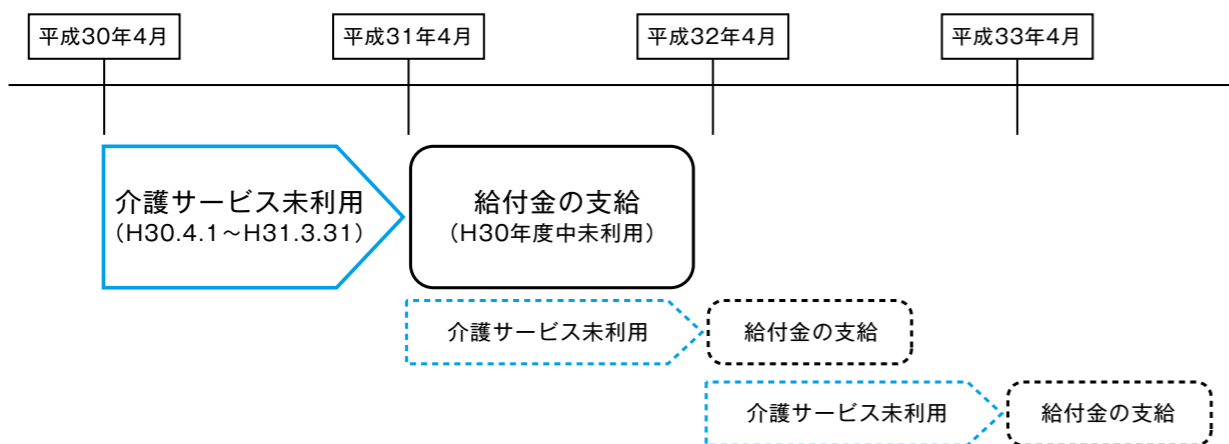 平成30年4月
平成31年4月
平成32年4月
平成33年4月
介護サービス未利用
（H30.4.1〜H31.3.31）
給付金の支給
（H30年度中未利用）
介護サービス未利用
給付金の支給
介護サービス未利用
給付金の支給